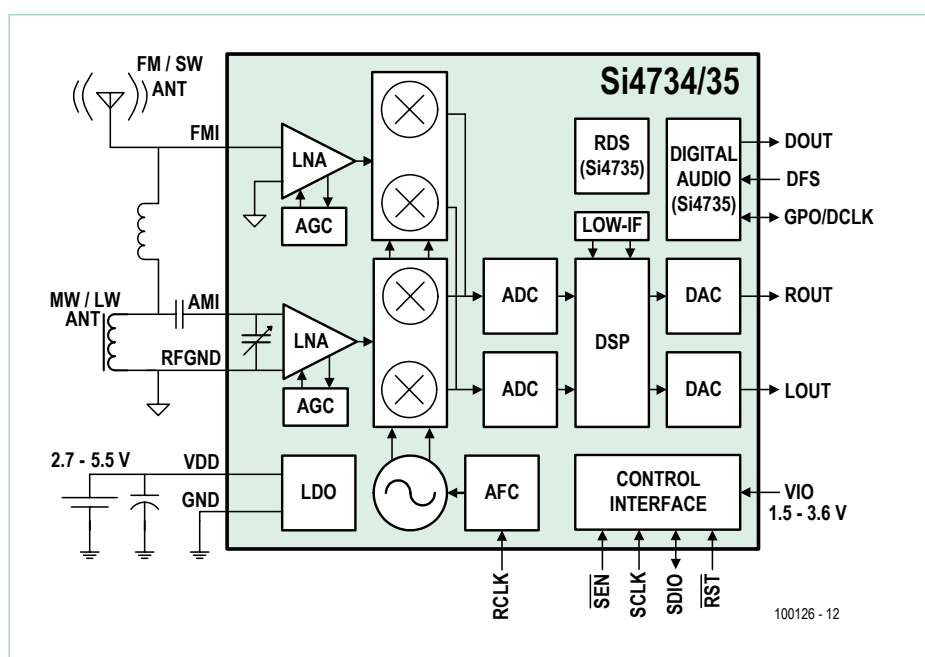 Si4734/35
FM / SW
ANT
FMI
LNA
AGC
RDS
(Si4735)
DIGITAL
AUDIO
(Si4735)
DOUT
DFS
GPO/DCLK
LOW-IF
MW / LW
ANT
AMI
RFGND
LNA
AGC
ADC
ADC
DSP
DAC
DAC
ROUT
LOUT
2.7 - 5.5 V
VDD
GND
LDO
AFC
CONTROL
INTERFACE
VIO
1.5 - 3.6 V
RCLK
SEN
SCLK
SDIO
RST
100126 - 12